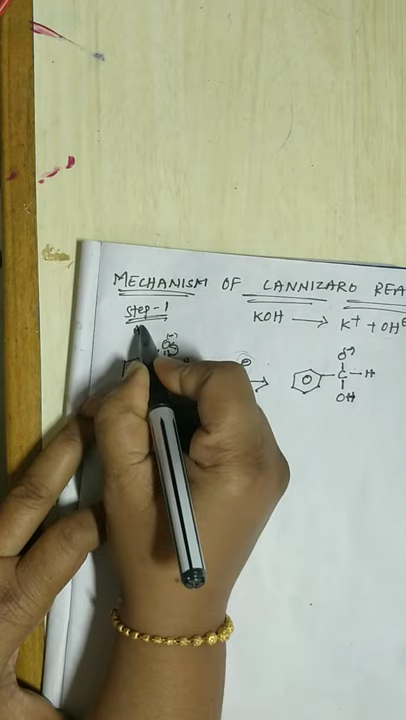 MECHANISM OF CANNIZARO REA
Step-1
KOH → K+ + OH⊖
O(-)
C – H
OH